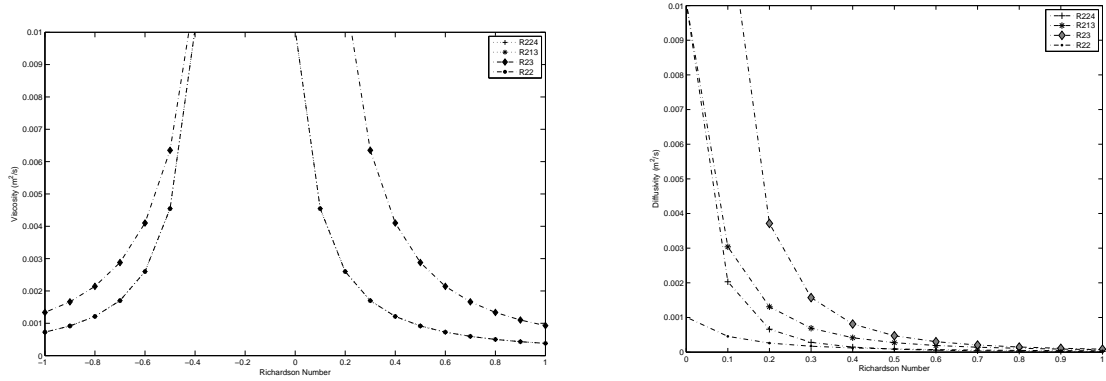 0.01
0.009
0.008
0.007
0.006
0.005
0.004
0.003
0.002
0.001
0
Viscosity (m²/s)
−1 −0.8 −0.6 −0.4 −0.2 0 0.2 0.4 0.6 0.8 1
Richardson Number
R224
R213
R23
R22
0.01
0.009
0.008
0.007
0.006
0.005
0.004
0.003
0.002
0.001
0
Diffusivity (m²/s)
0 0.1 0.2 0.3 0.4 0.5 0.6 0.7 0.8 0.9 1
Richardson Number
R224
R213
R23
R22